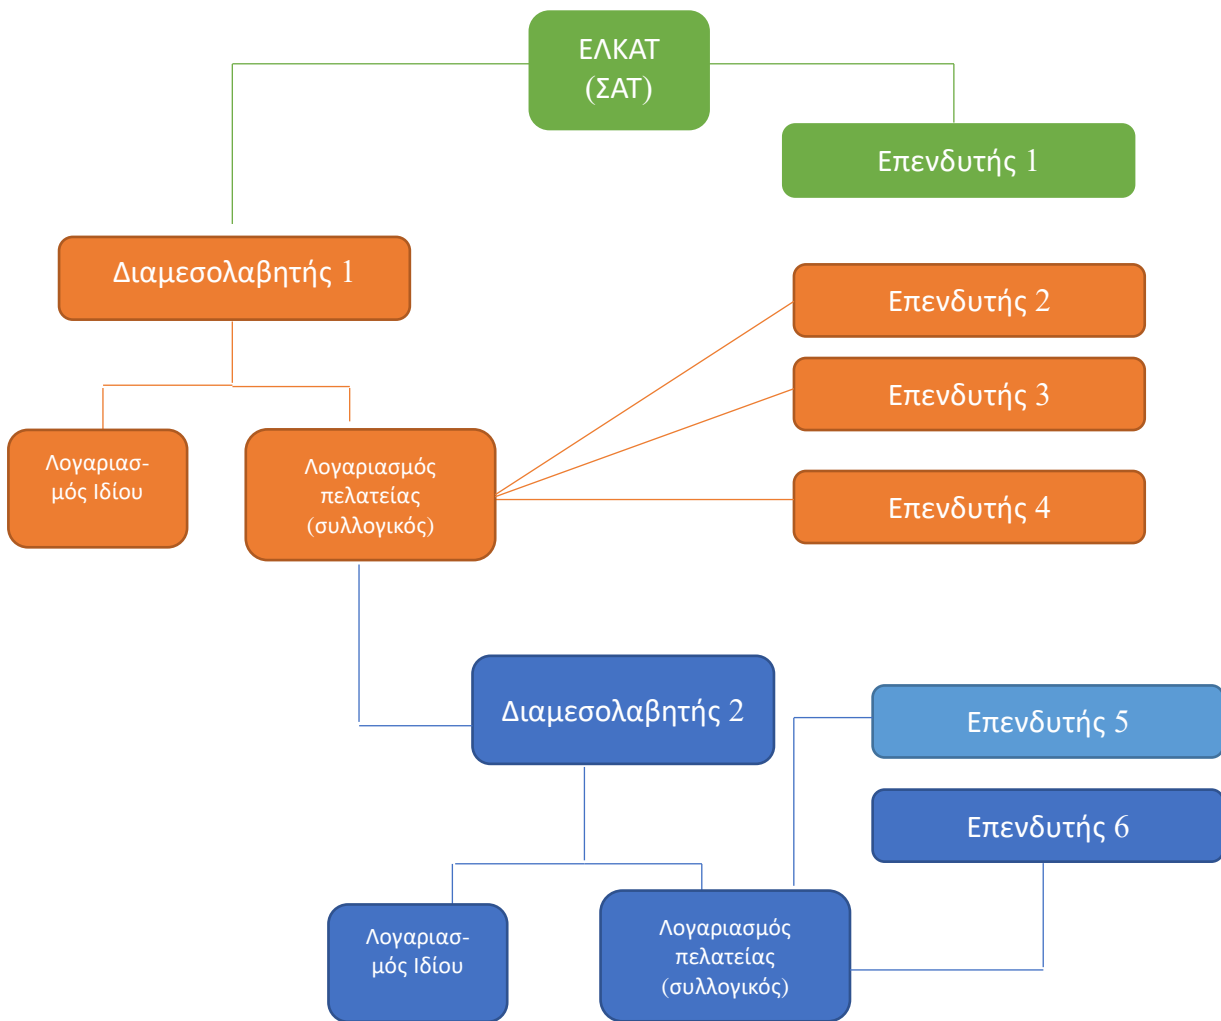 ΕΛΚΑΤ
(ΣΑΤ)
Επενδυτής 1
Διαμεσολαβητής 1
Επενδυτής 2
Επενδυτής 3
Λογαριασ-
μός Ιδίου
Λογαριασμός
πελατείας
(συλλογικός)
Επενδυτής 4
Διαμεσολαβητής 2
Επενδυτής 5
Επενδυτής 6
Λογαριασ-
μός Ιδίου
Λογαριασμός
πελατείας
(συλλογικός)